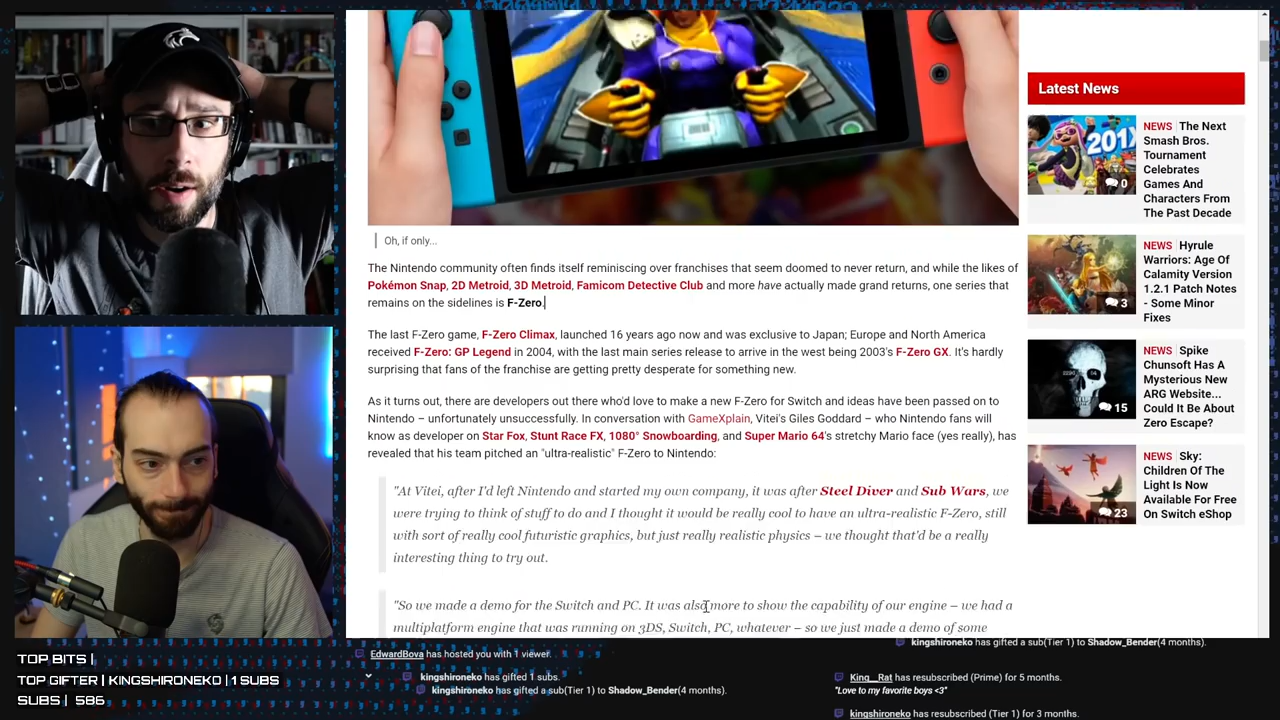 Oh, if only...
The Nintendo community often finds itself reminiscing over franchises that seem doomed to never return, and while the likes of
Pokémon Snap, 2D Metroid, 3D Metroid, Famicom Detective Club and more have actually made grand returns, one series that
remains on the sidelines is F-Zero.
The last F-Zero game, F-Zero Climax, launched 16 years ago now and was exclusive to Japan; Europe and North America
received F-Zero: GP Legend in 2004, with the last main series release to arrive in the west being 2003's F-Zero GX. It's hardly
surprising that fans of the franchise are getting pretty desperate for something new.
As it turns out, there are developers out there who'd love to make a new F-Zero for Switch and ideas have been passed on to
Nintendo – unfortunately unsuccessfully. In conversation with GameXplain, Vitei's Giles Goddard – who Nintendo fans will
know as developer on Star Fox, Stunt Race FX, 1080° Snowboarding, and Super Mario 64's stretchy Mario face (yes really), has
revealed that his team pitched an "ultra-realistic" F-Zero to Nintendo:
"At Vitei, after I'd left Nintendo and started my own company, it was after Steel Diver and Sub Wars, we
were trying to think of stuff to do and I thought it would be really cool to have an ultra-realistic F-Zero, still
with sort of really cool futuristic graphics, but just really realistic physics – we thought that'd be a really
interesting thing to try out.
"So we made a demo for the Switch and PC. It was also more to show the capability of our engine – we had a
multiplatform engine that was running on 3DS, Switch, PC, whatever – so we just made a demo of some
Latest News
NEWS | The Next
Smash Bros.
Tournament
Celebrates
Games And
Characters From
The Past Decade
201X
0
NEWS | Hyrule
Warriors: Age Of
Calamity Version
1.2.1 Patch Notes
- Some Minor
Fixes
3
NEWS | Spike
Chunsoft Has A
Mysterious New
ARG Website...
Could It Be About
Zero Escape?
15
NEWS | Sky:
Children Of The
Light Is Now
Available For Free
On Switch eShop
23
TOP BITS |
TOP GIFTER | KINGSHIRONEKO | 1 SUBS
SUBS | 586
EdwardBova has hosted you with 1 viewer.
kingshironeko has gifted 1 subs.
kingshironeko has gifted a sub(Tier 1) to Shadow_Bender(4 months).
kingshironeko has gifted a sub(Tier 1) to Shadow_Bender(4 months).
King__Rat has resubscribed (Prime) for 5 months.
"Love to my favorite boys <3"
kingshironeko has resubscribed (Tier 1) for 3 months.